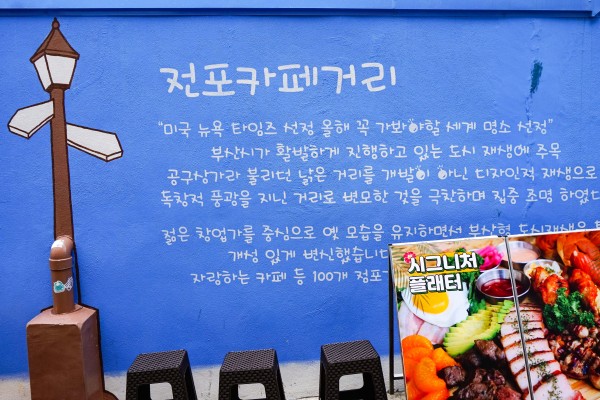 전포카페거리
“미국 뉴욕 타임즈 선정 올해 꼭 가봐야할 세계 명소 선정”
부산시가 활발하게 진행하고 있는 도시 재생에 주목
공구상가라 불리던 낡은 거리를 개발이 아닌 디자인적 재생으로
독창적 풍광을 지닌 거리로 변모한 것을 극찬하며 집중 조명 하였다
젊은 창업가를 중심으로 옛 모습을 유지하면서 부산형 도시재생을
개성 있게 변신했습니다
자랑하는 카페 등 100개 점포
시그니처
플래터